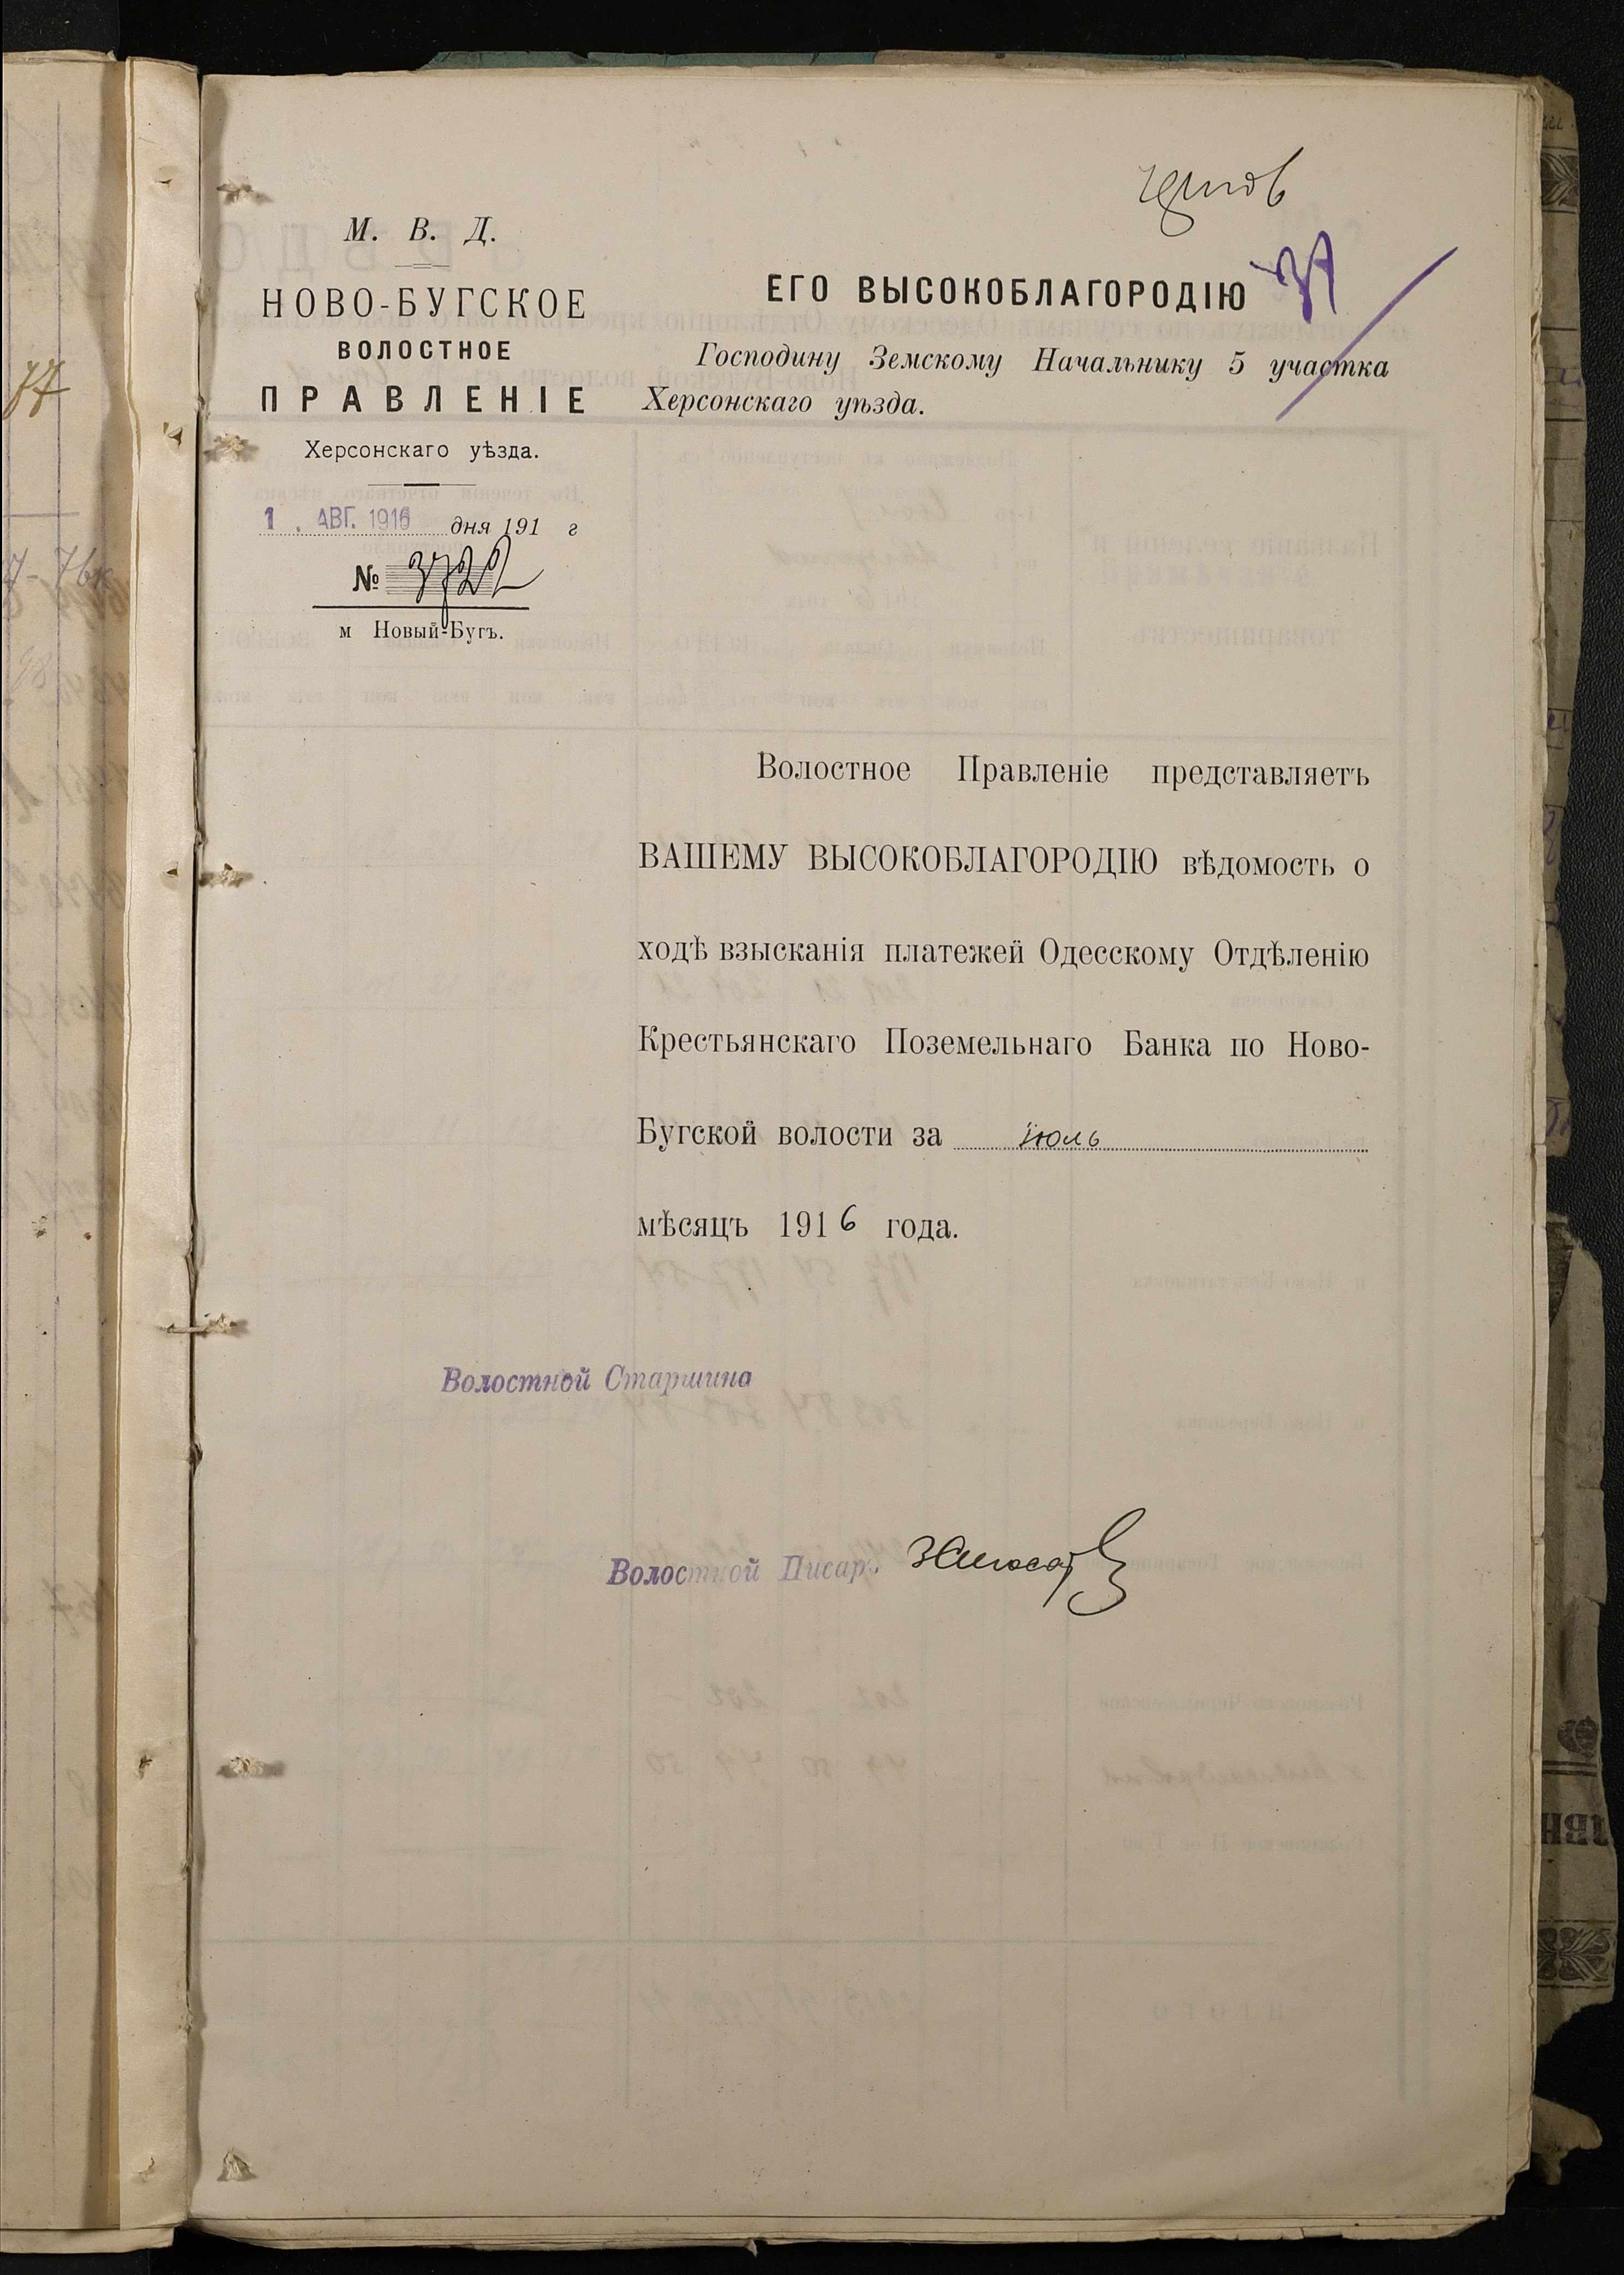 М. В. Д.
НОВО-БУГСКОЕ
ВОЛОСТНОЕ
ПРАВЛЕНІЕ
Херсонскаго уѣзда.
1 . АВГ. 1916 дня 191 г
№
м Новый-Бугъ.
ЕГО ВЫСОКОБЛАГОРОДІЮ
Господину Земскому Начальнику 5 участка
Херсонскаго уѣзда.
Волостное Правленіе представляетъ
ВАШЕМУ ВЫСОКОБЛАГОРОДІЮ вѣдомость о
ходѣ взысканія платежей Одесскому Отдѣленію
Крестьянскаго Поземельнаго Банка по Ново-
Бугской волости за іюль
мѣсяцъ 1916 года.
Волостной Старшина
Волостной Писарь